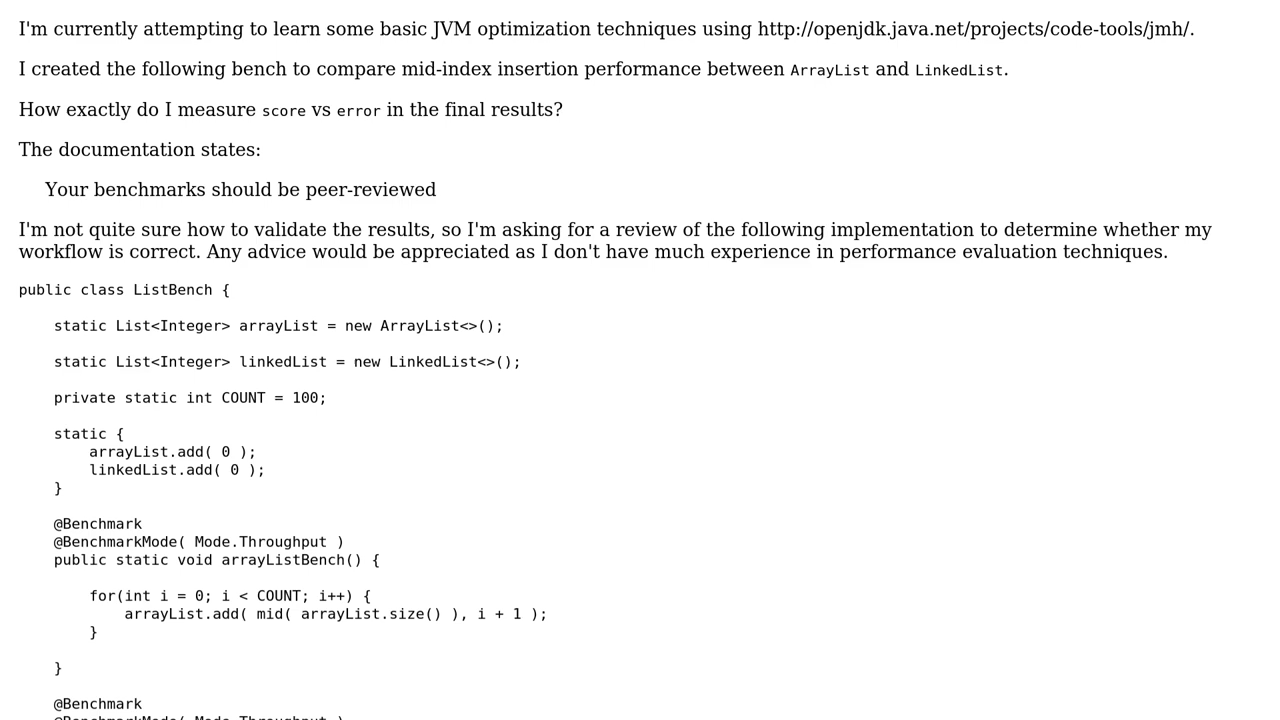 I'm currently attempting to learn some basic JVM optimization techniques using http://openjdk.java.net/projects/code-tools/jmh/.
I created the following bench to compare mid-index insertion performance between ArrayList and LinkedList.
How exactly do I measure score vs error in the final results?
The documentation states:
Your benchmarks should be peer-reviewed
I'm not quite sure how to validate the results, so I'm asking for a review of the following implementation to determine whether my
workflow is correct. Any advice would be appreciated as I don't have much experience in performance evaluation techniques.
public class ListBench {
    static List<Integer> arrayList = new ArrayList<>();
    static List<Integer> linkedList = new LinkedList<>();
    private static int COUNT = 100;
    static {
        arrayList.add( 0 );
        linkedList.add( 0 );
    }
    @Benchmark
    @BenchmarkMode( Mode.Throughput )
    public static void arrayListBench() {
        for(int i = 0; i < COUNT; i++) {
            arrayList.add( mid( arrayList.size() ), i + 1 );
        }
    }
    @Benchmark
    @BenchmarkMode( Mode.Throughput )